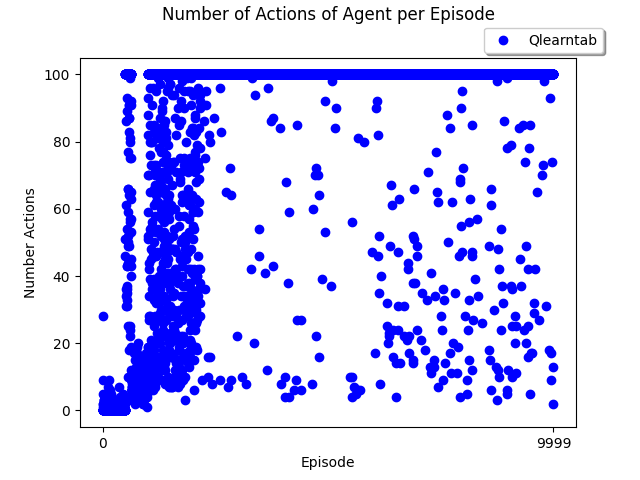 Number of Actions of Agent per Episode
Qlearntab
100
80
60
40
20
0
Number Actions
0
9999
Episode